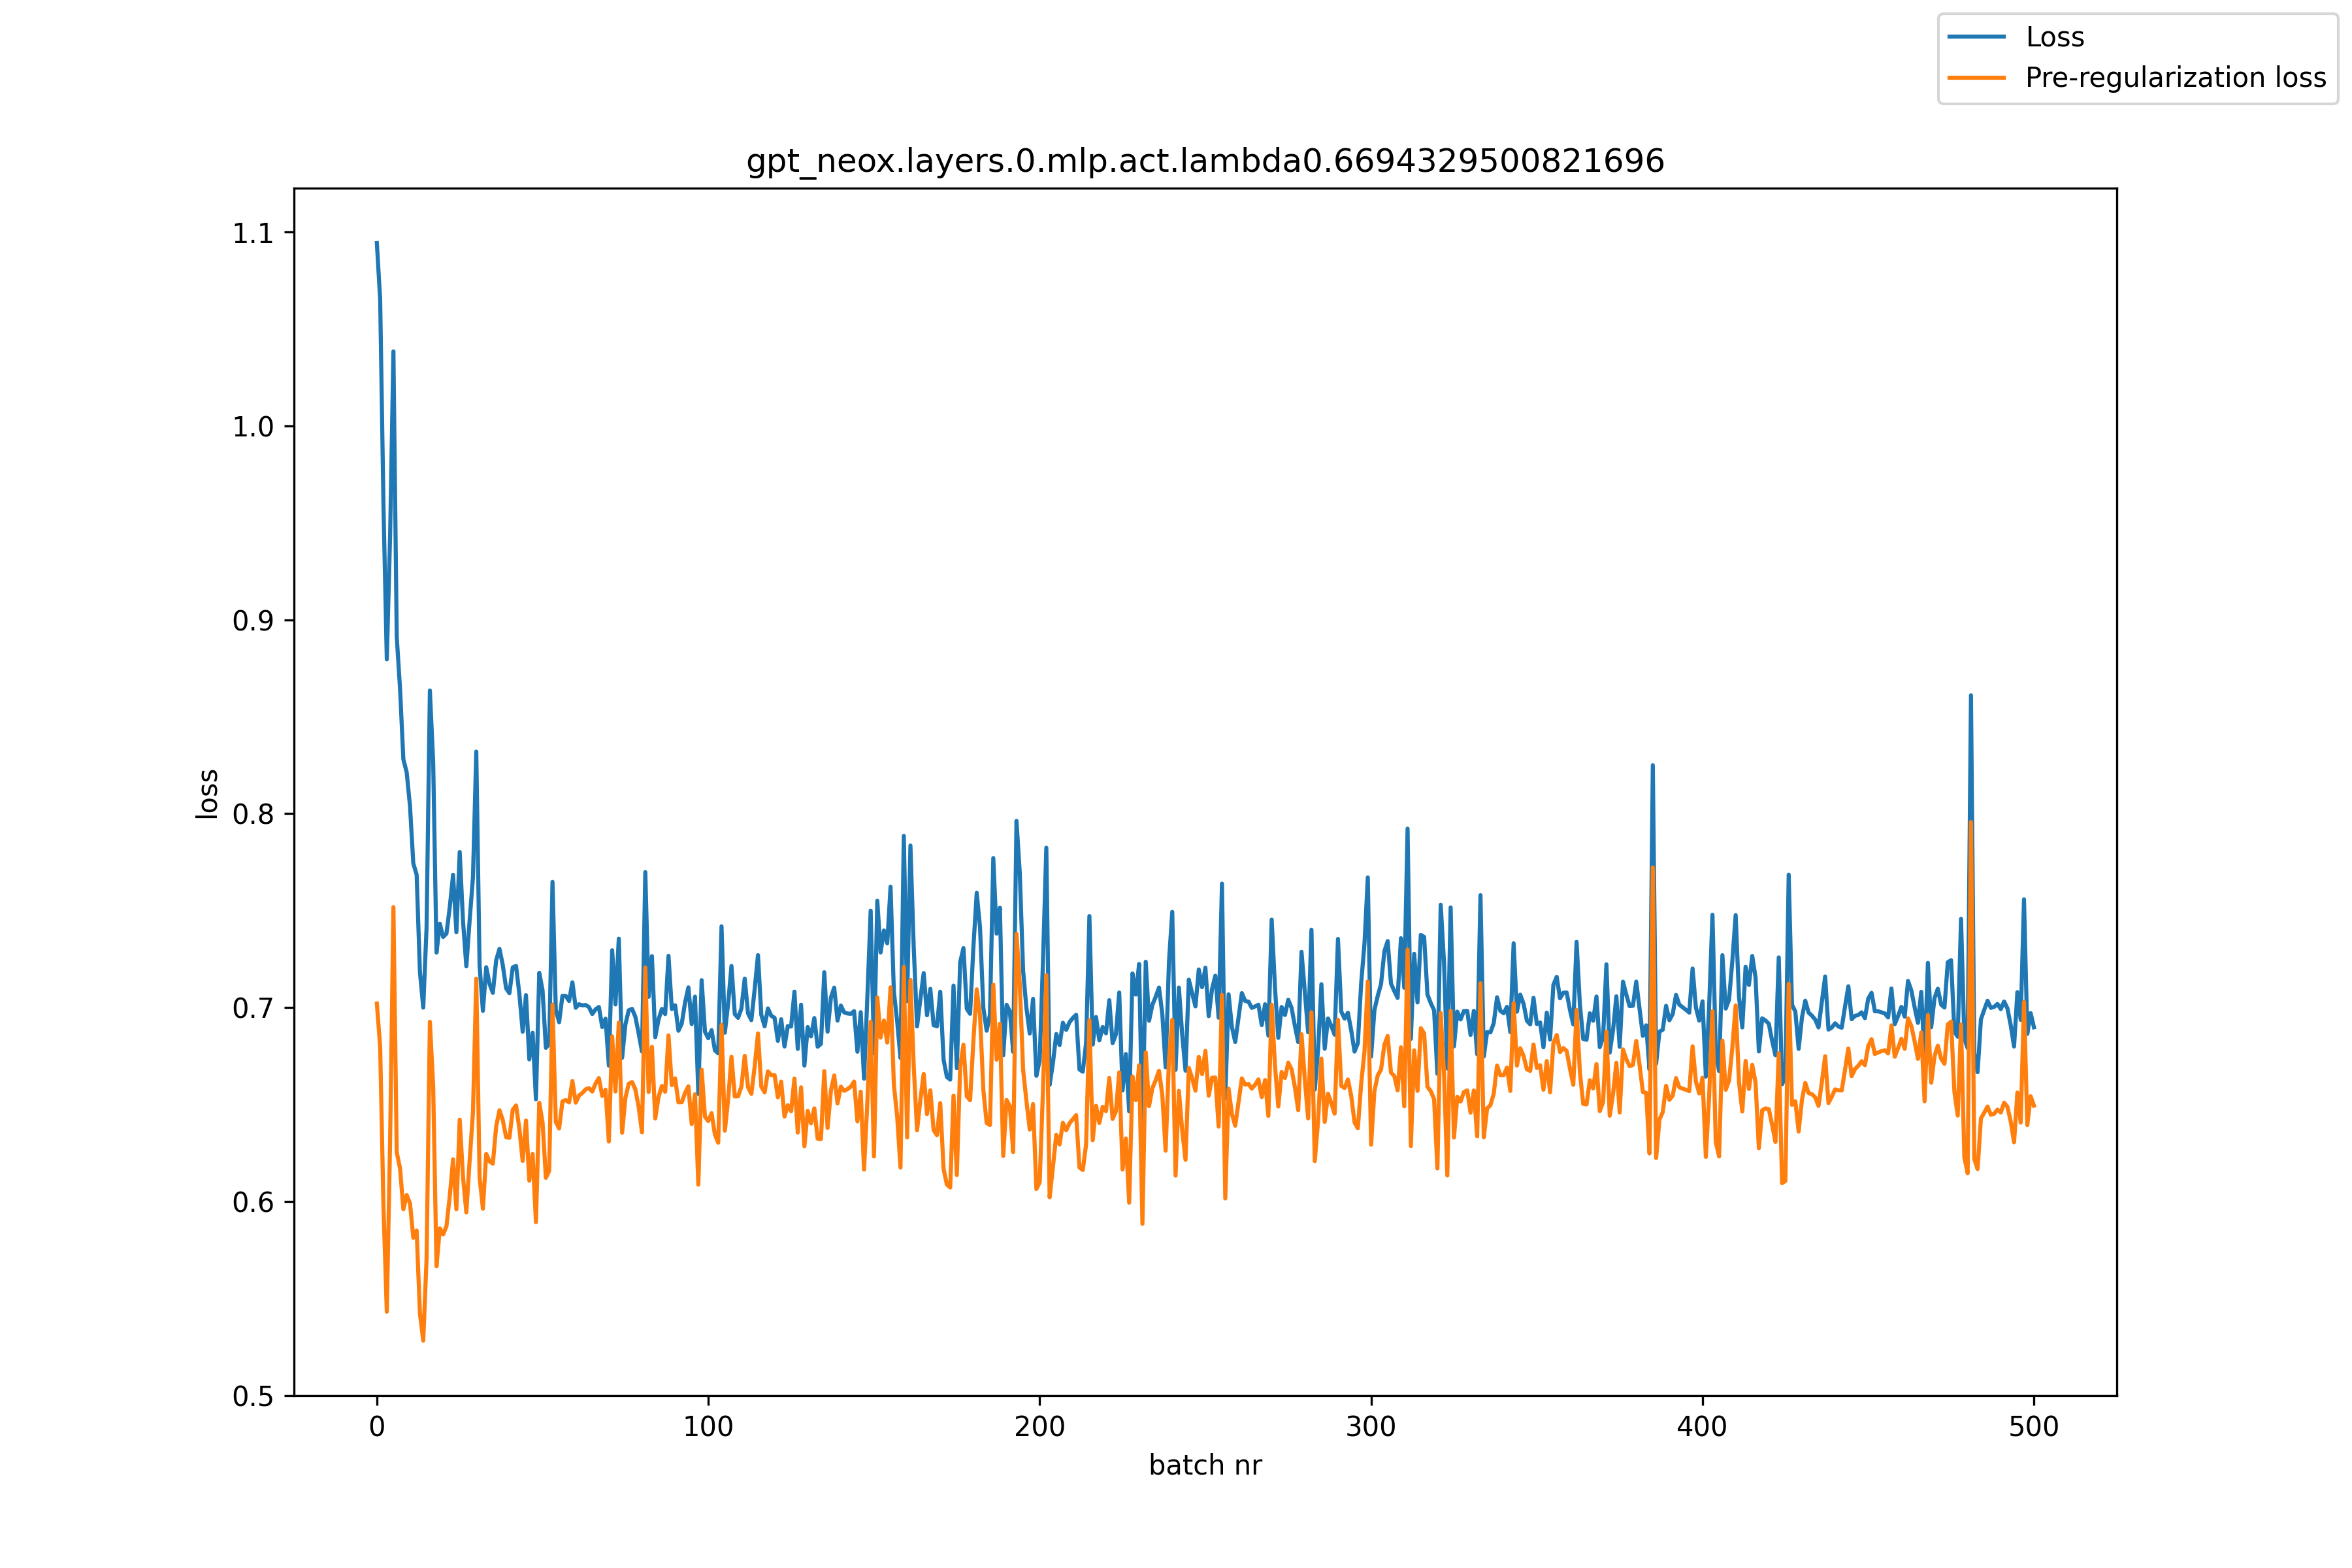 Loss
Pre-regularization loss
gpt_neox.layers.0.mlp.act.lambda0.6694329500821696
1.1
1.0
0.9
0.8
0.7
0.6
0.5
loss
0 100 200 300 400 500
batch nr